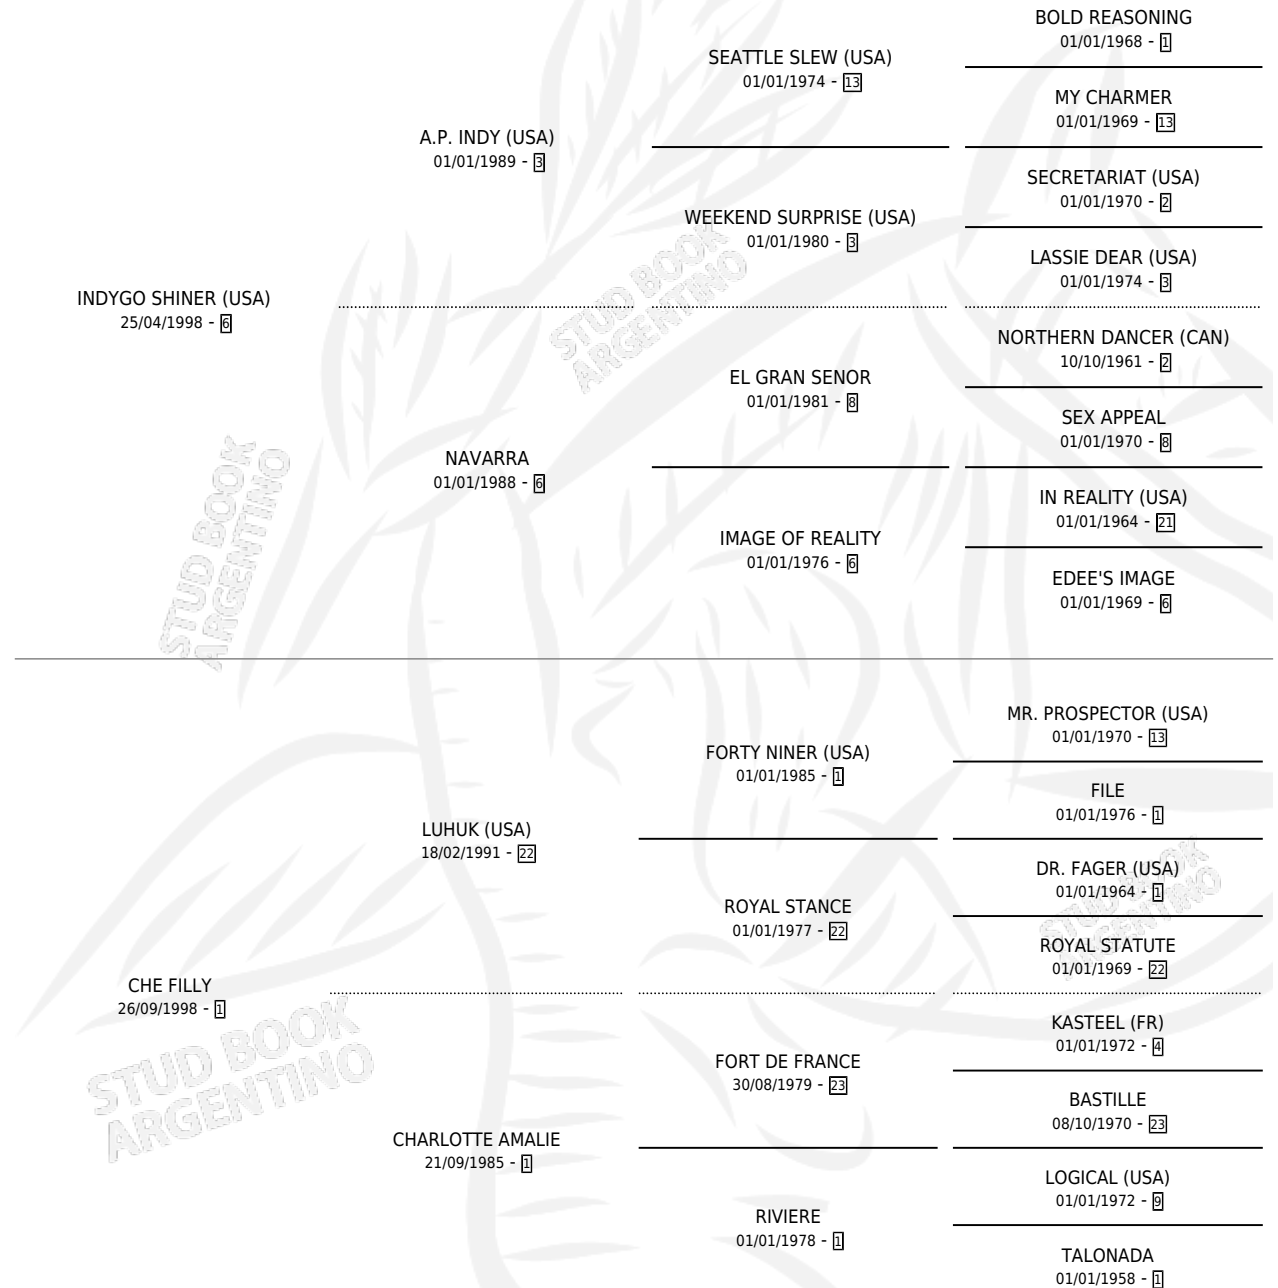 BOLD REASONING
01/01/1968 - 1
SEATTLE SLEW (USA)
01/01/1974 - 13
MY CHARMER
01/01/1969 - 13
A.P. INDY (USA)
01/01/1989 - 3
SECRETARIAT (USA)
01/01/1970 - 2
WEEKEND SURPRISE (USA)
01/01/1980 - 3
LASSIE DEAR (USA)
01/01/1974 - 3
INDYGO SHINER (USA)
25/04/1998 - 6
NORTHERN DANCER (CAN)
10/10/1961 - 2
EL GRAN SENOR
01/01/1981 - 8
SEX APPEAL
01/01/1970 - 8
NAVARRA
01/01/1988 - 6
IN REALITY (USA)
01/01/1964 - 21
IMAGE OF REALITY
01/01/1976 - 6
EDEE'S IMAGE
01/01/1969 - 6
MR. PROSPECTOR (USA)
01/01/1970 - 13
FORTY NINER (USA)
01/01/1985 - 1
FILE
01/01/1976 - 1
LUHUK (USA)
18/02/1991 - 22
DR. FAGER (USA)
01/01/1964 - 1
ROYAL STANCE
01/01/1977 - 22
ROYAL STATUTE
01/01/1969 - 22
CHE FILLY
26/09/1998 - 1
KASTEEL (FR)
01/01/1972 - 4
FORT DE FRANCE
30/08/1979 - 23
BASTILLE
08/10/1970 - 23
CHARLOTTE AMALIE
21/09/1985 - 1
LOGICAL (USA)
01/01/1972 - 9
RIVIERE
01/01/1978 - 1
TALONADA
01/01/1958 - 1
STUD BOOK
ARGENTINO
STUD BOOK
ARGENTINO
STUD BOOK
ARGENTINO
STUD BOOK
ARGENTINO